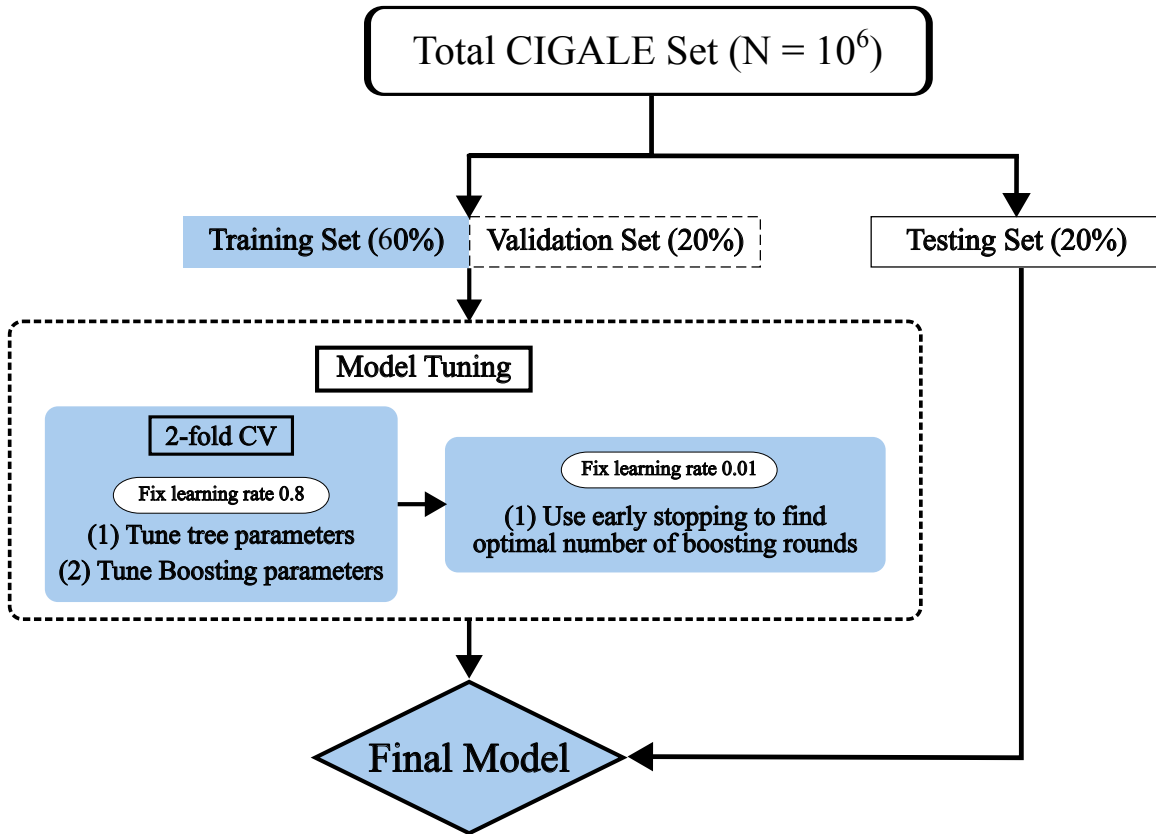 Total CIGALE Set (N = 10⁶)
Training Set (60%)
Validation Set (20%)
Testing Set (20%)
Model Tuning
2-fold CV
Fix learning rate 0.8
(1) Tune tree parameters
(2) Tune Boosting parameters
Fix learning rate 0.01
(1) Use early stopping to find
optimal number of boosting rounds
Final Model